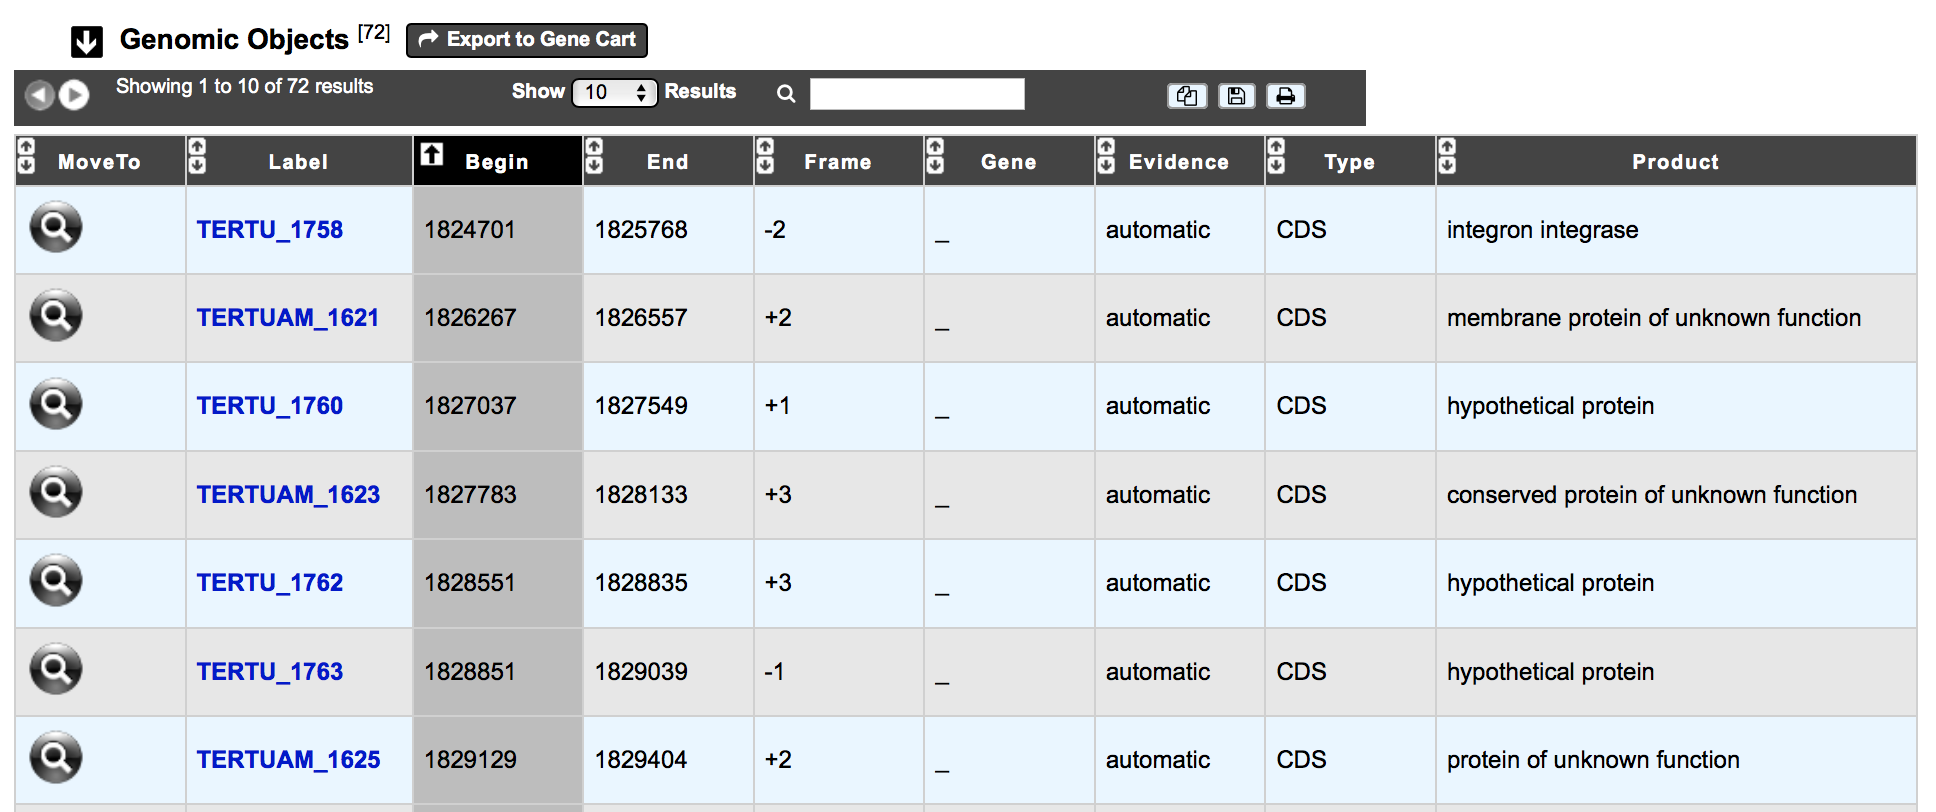 Genomic Objects [72] Export to Gene Cart
Showing 1 to 10 of 72 results Show 10 Results
MoveTo Label Begin End Frame Gene Evidence Type Product
TERTU_1758 1824701 1825768 -2 _ automatic CDS integron integrase
TERTUAM_1621 1826267 1826557 +2 _ automatic CDS membrane protein of unknown function
TERTU_1760 1827037 1827549 +1 _ automatic CDS hypothetical protein
TERTUAM_1623 1827783 1828133 +3 _ automatic CDS conserved protein of unknown function
TERTU_1762 1828551 1828835 +3 _ automatic CDS hypothetical protein
TERTU_1763 1828851 1829039 -1 _ automatic CDS hypothetical protein
TERTUAM_1625 1829129 1829404 +2 _ automatic CDS protein of unknown function